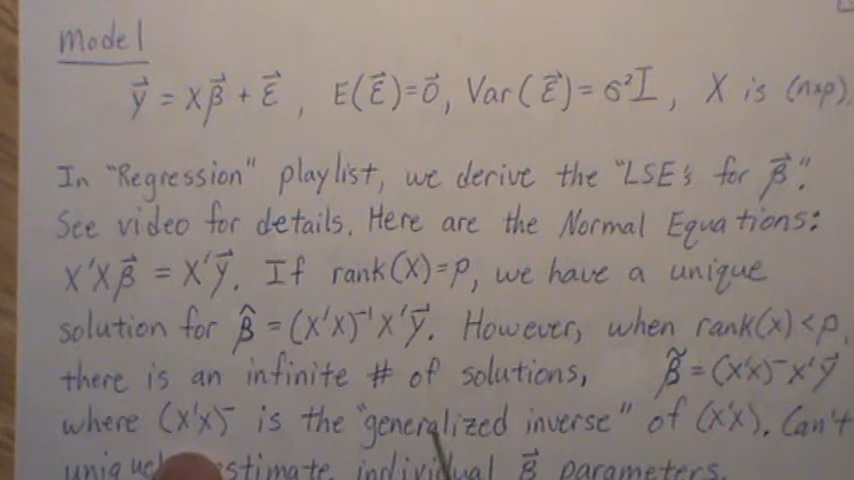 Model
y⃗ = Xβ⃗ + ε⃗ , E(ε⃗)=0⃗, Var(ε⃗) = σ²I , X is (nxp).
In "Regression" playlist, we derive the "LSE's for β⃗".
See video for details. Here are the Normal Equations:
X'Xβ⃗ = X'y⃗. If rank(X)=p, we have a unique
solution for β̂ = (X'X)⁻¹X'y⃗. However, when rank(x)<p,
there is an infinite # of solutions, β̃ = (X'X)⁻X'y⃗
where (X'X)⁻ is the "generalized inverse" of (X'X). Can't
individual β⃗ parameters.